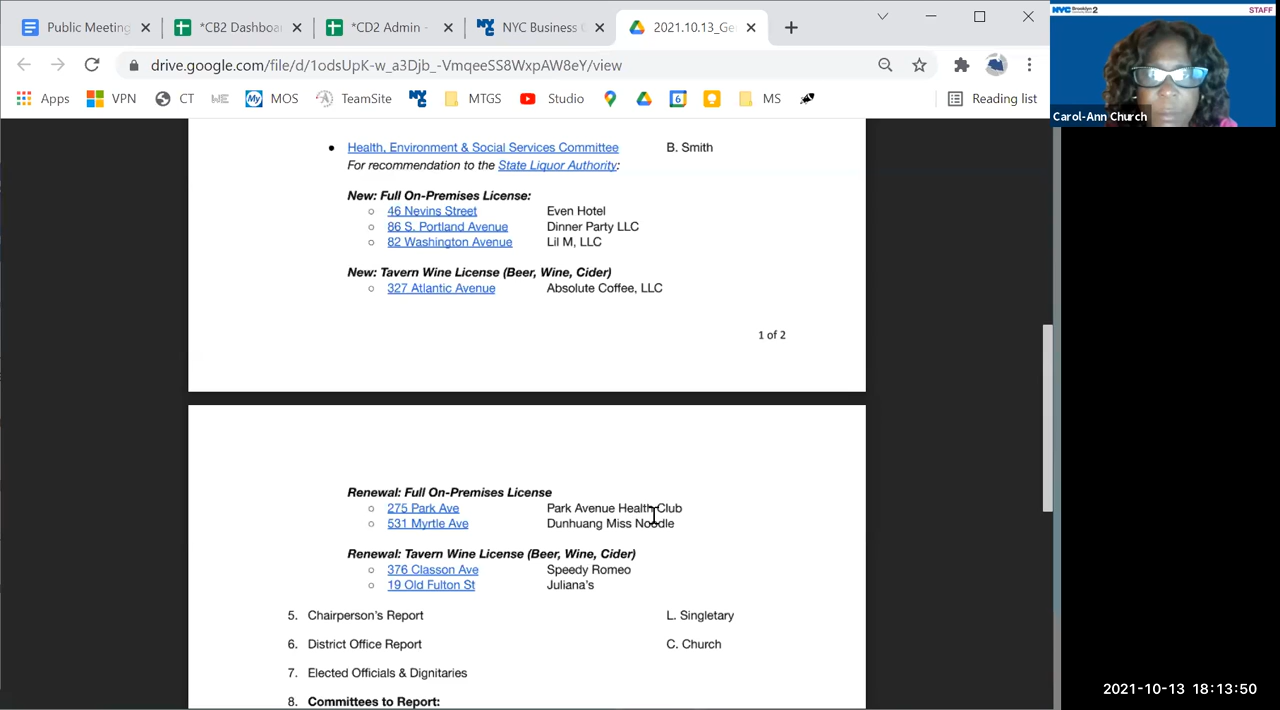 Public Meeting
*CB2 Dashboa
*CD2 Admin -
NYC Business
2021.10.13_Ge
drive.google.com/file
/view
Apps
VPN
CT
WE
My MOS
TeamSite
NYC
MTGS
Studio
6
MS
Reading list
NYC Brooklyn 2
STAFF
Carol-Ann Church
• Health, Environment & Social Services Committee B. Smith
For recommendation to the State Liquor Authority:
New: Full On-Premises License:
○ 46 Nevins Street Even Hotel
○ 86 S. Portland Avenue Dinner Party LLC
○ 82 Washington Avenue Lil M, LLC
New: Tavern Wine License (Beer, Wine, Cider)
○ 327 Atlantic Avenue Absolute Coffee, LLC
1 of 2
Renewal: Full On-Premises License
○ 275 Park Ave Park Avenue Health Club
○ 531 Myrtle Ave Dunhuang Miss Noodle
Renewal: Tavern Wine License (Beer, Wine, Cider)
○ 376 Classon Ave Speedy Romeo
○ 19 Old Fulton St Juliana's
5. Chairperson's Report L. Singletary
6. District Office Report C. Church
7. Elected Officials & Dignitaries
8. Committees to Report:
2021-10-13 18:13:50